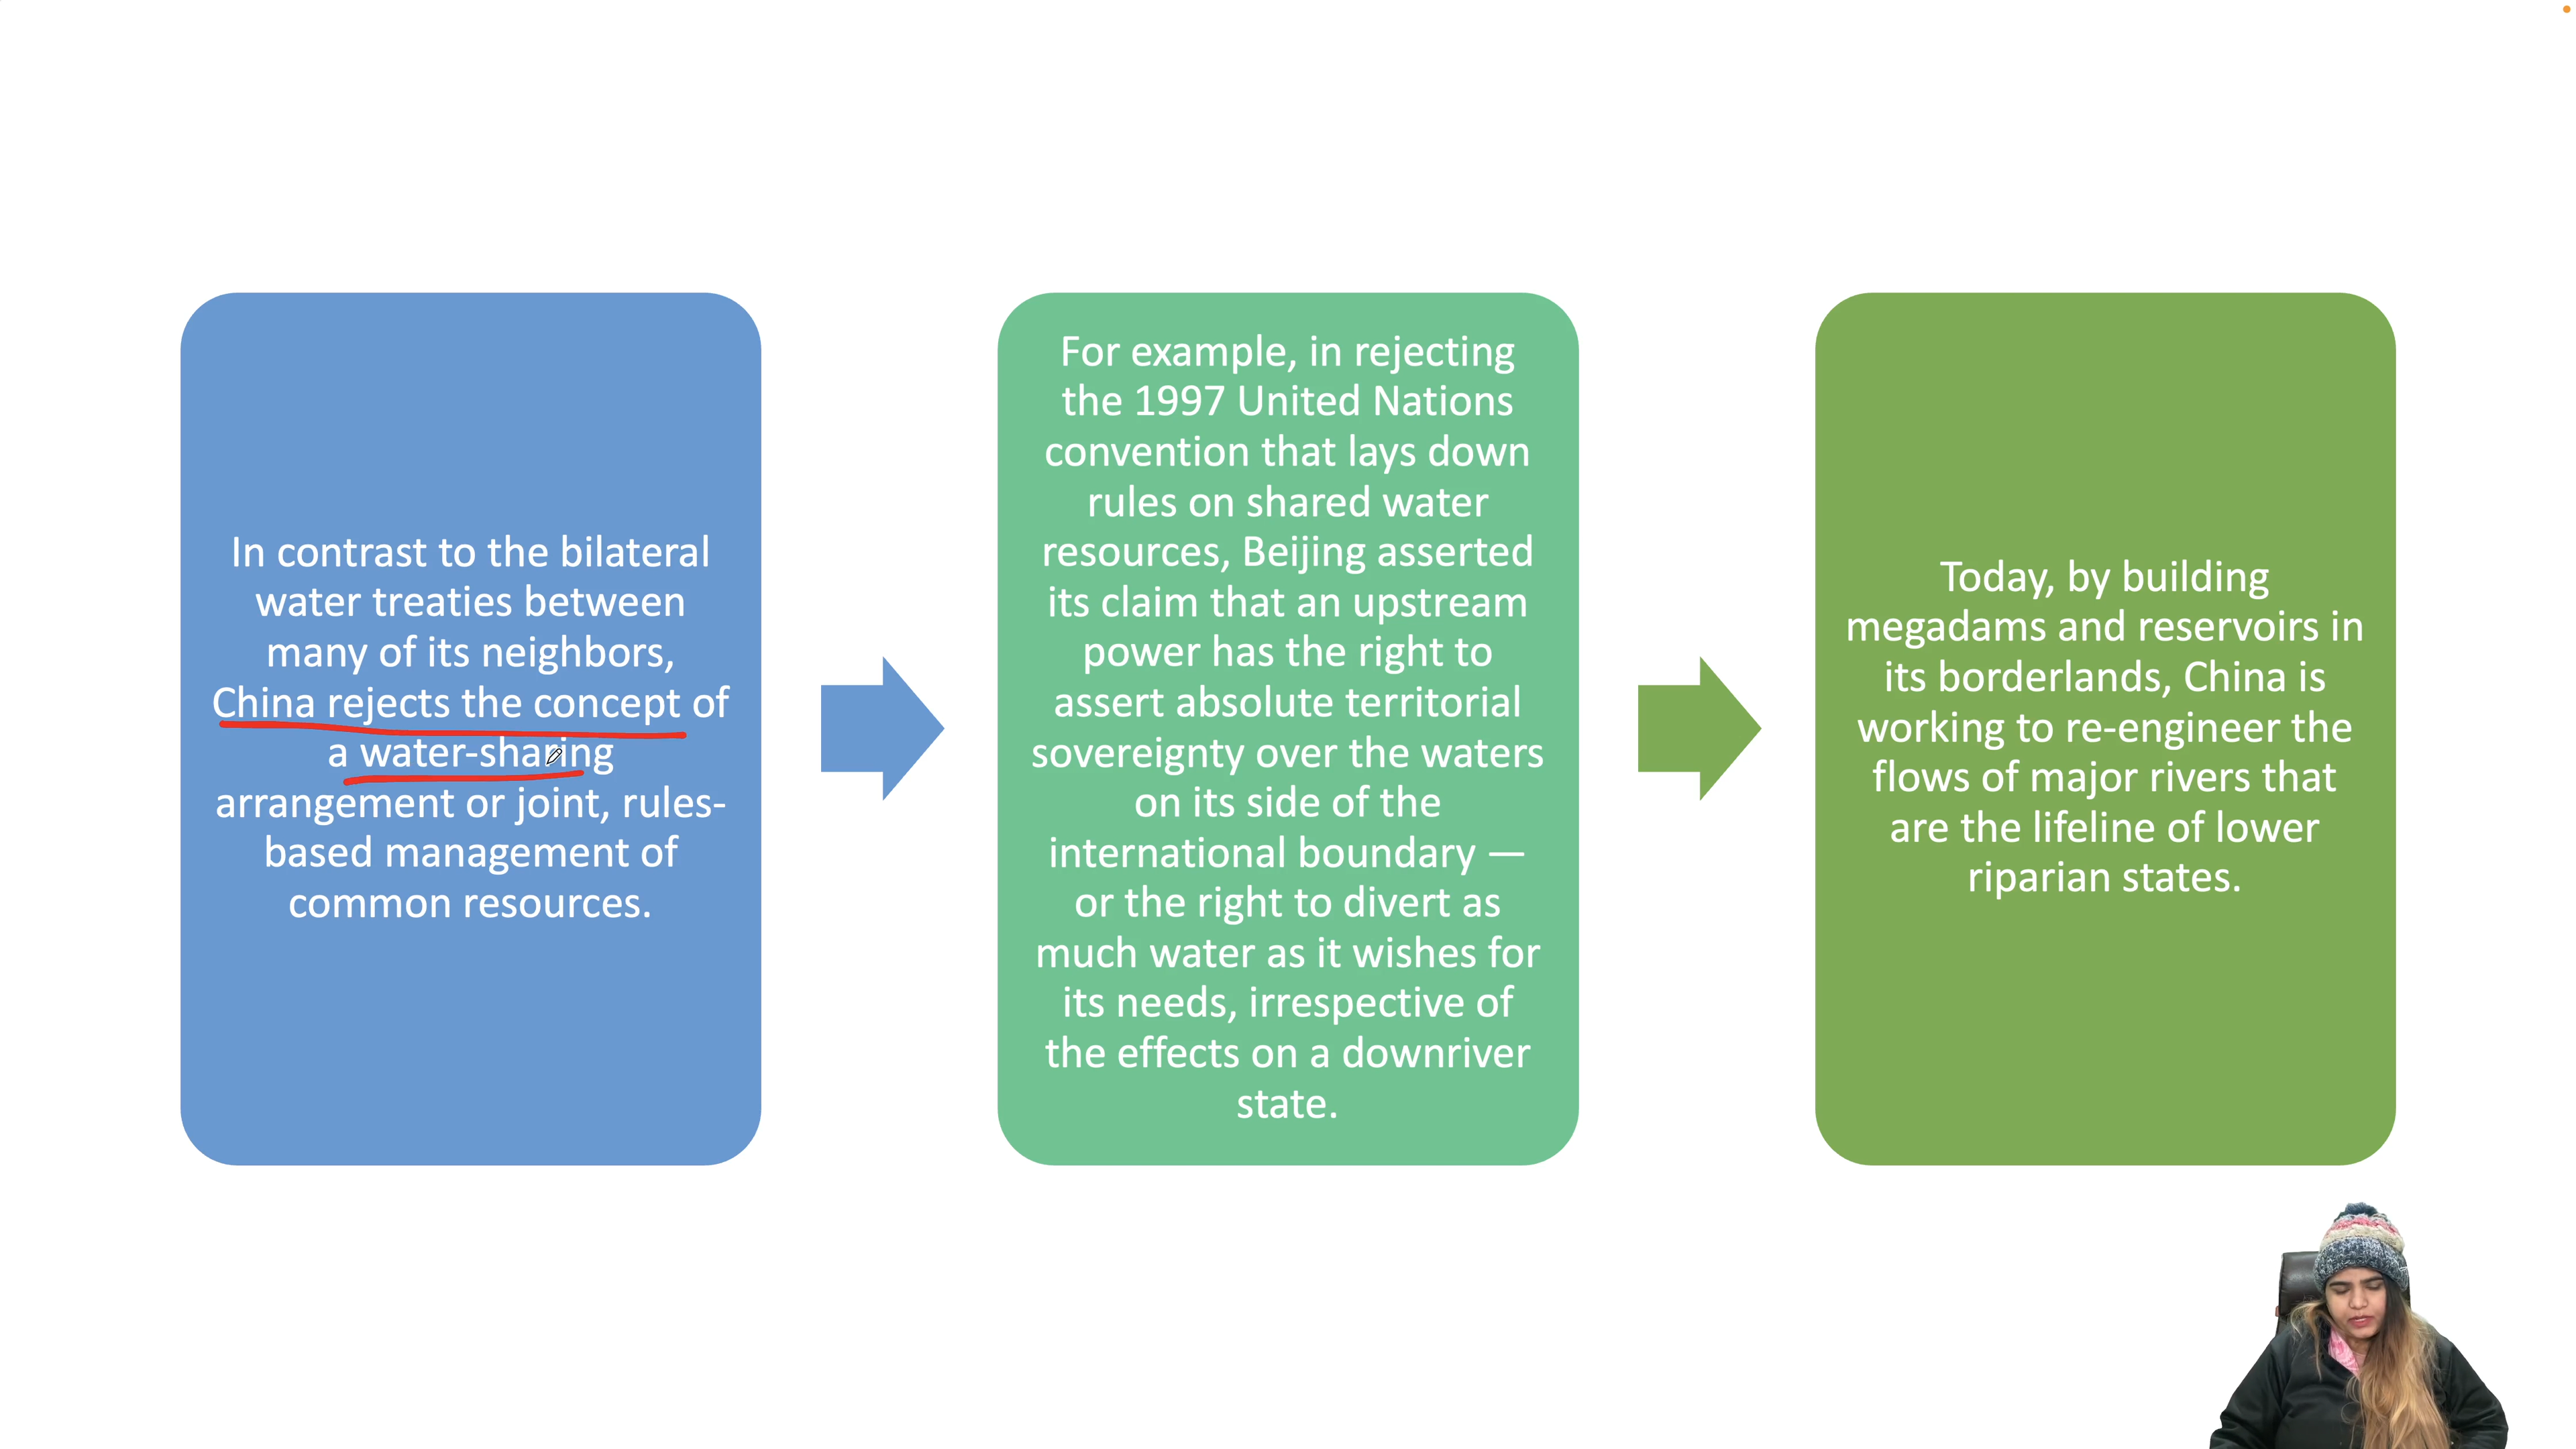 In contrast to the bilateral
water treaties between
many of its neighbors,
China rejects the concept of
a water-sharing
arrangement or joint, rules-
based management of
common resources.
For example, in rejecting
the 1997 United Nations
convention that lays down
rules on shared water
resources, Beijing asserted
its claim that an upstream
power has the right to
assert absolute territorial
sovereignty over the waters
on its side of the
international boundary —
or the right to divert as
much water as it wishes for
its needs, irrespective of
the effects on a downriver
state.
Today, by building
megadams and reservoirs in
its borderlands, China is
working to re-engineer the
flows of major rivers that
are the lifeline of lower
riparian states.